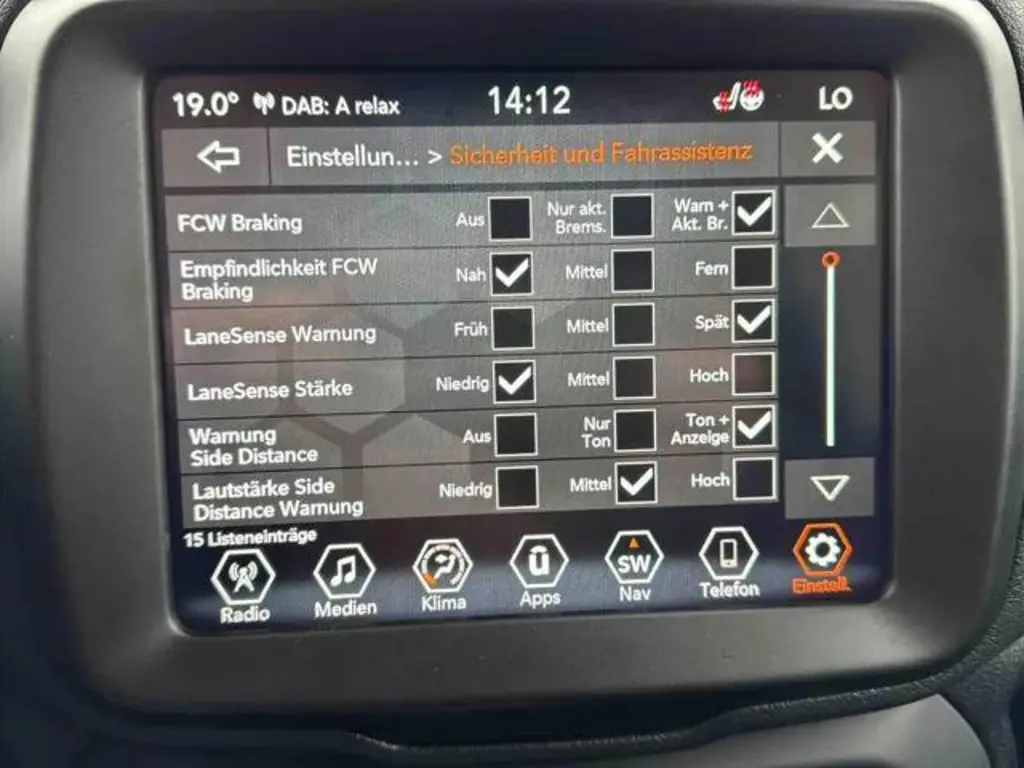 19.0° DAB: A relax 14:12 LO
Einstellun... > Sicherheit und Fahrassistenz
FCW Braking Aus Nur akt. Brems. Warn + Akt. Br.
Empfindlichkeit FCW
Braking Nah Mittel Fern
LaneSense Warnung Früh Mittel Spät
LaneSense Stärke Niedrig Mittel Hoch
Warnung
Side Distance Aus Nur Ton Ton + Anzeige
Lautstärke Side
Distance Warnung Niedrig Mittel Hoch
15 Listeneinträge
SW
Radio Medien Klima Apps Nav Telefon Einstell.